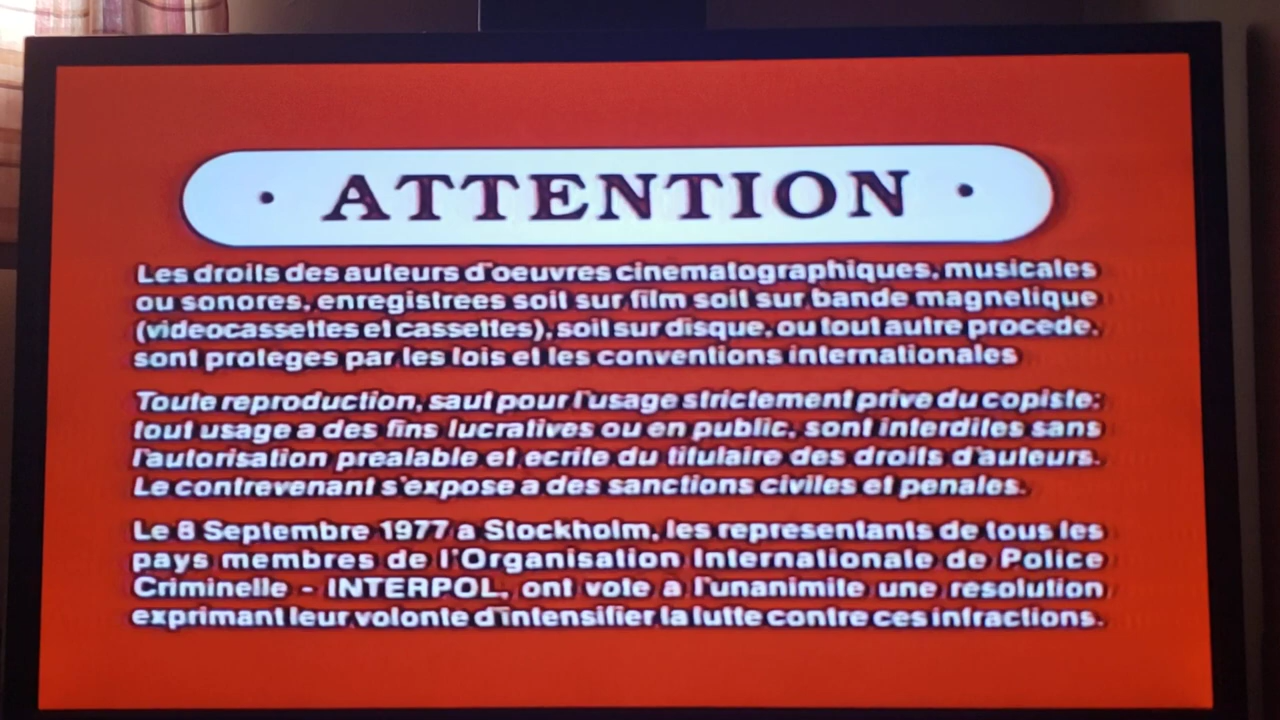 • ATTENTION •
Les droits des auteurs d'oeuvres cinematographiques, musicales
ou sonores, enregistrees soit sur film soit sur bande magnetique
(videocassettes et cassettes), soit sur disque, ou tout autre procede,
sont proteges par les lois et les conventions internationales
Toute reproduction, sauf pour l'usage strictement prive du copiste;
tout usage a des fins lucratives ou en public, sont interdites sans
l'autorisation prealable et ecrite du titulaire des droits d'auteurs.
Le contrevenant s'expose a des sanctions civiles et penales.
Le 8 Septembre 1977 a Stockholm, les representants de tous les
pays membres de l'Organisation Internationale de Police
Criminelle - INTERPOL, ont vote a l'unanimite une resolution
exprimant leur volonte d'intensifier la lutte contre ces infractions.